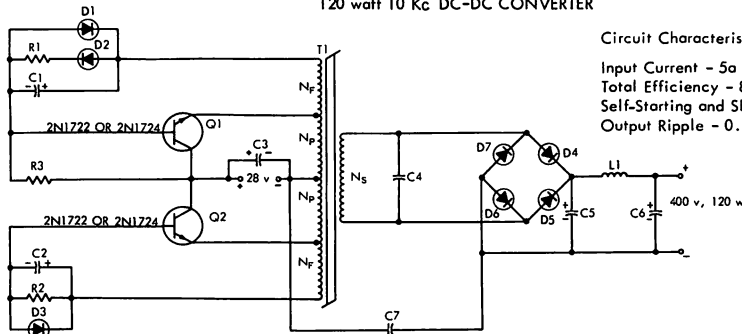 120 watt 10 Kc DC-DC CONVERTER
Circuit
Input Current - 5a
Total Efficiency -
Self-Starting and
Output Ripple - 0.
D1
D2
R1
C1
- +
T1
NF
2N1722 OR 2N1724
Q1
NP
C3
+ -
R3
+ 28 v -
NS
C4
D7
D4
L1
+
400 v, 120
NP
2N1722 OR 2N1724
Q2
D6
D5
+
-
C5
C6
+
-
C2
- +
NF
-
R2
D3
C7